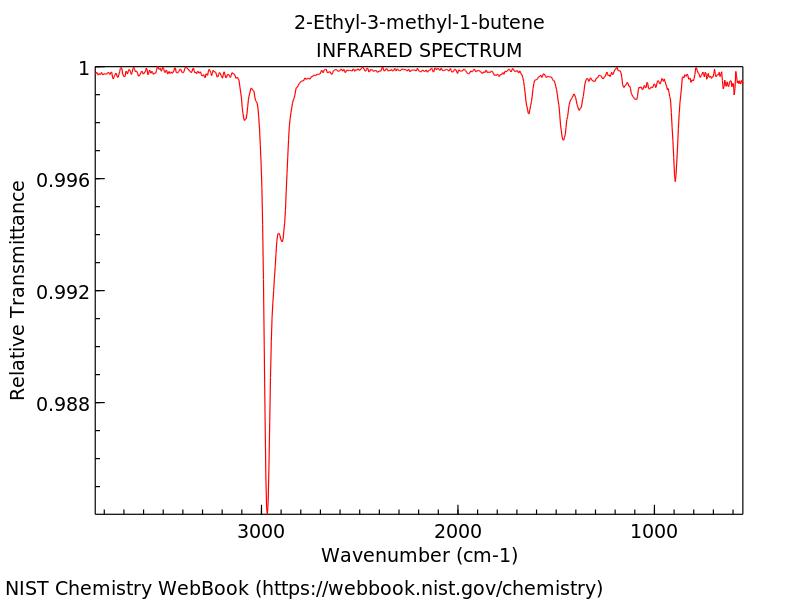 2-Ethyl-3-methyl-1-butene
INFRARED SPECTRUM
1
0.996
0.992
0.988
Relative Transmittance
3000 2000 1000
Wavenumber (cm-1)
NIST Chemistry WebBook (https://webbook.nist.gov/chemistry)